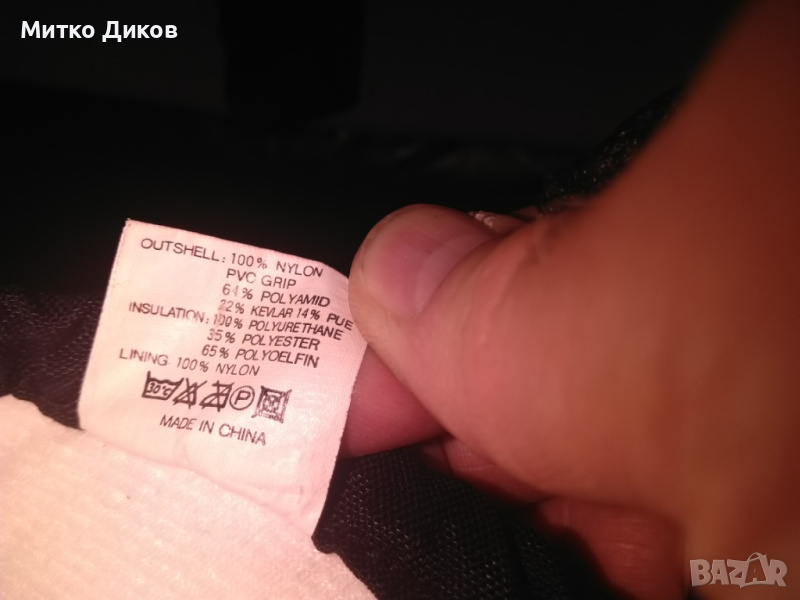 Митко Диков
OUTSHELL: 100% NYLON
PVC GRIP
64% POLYAMID
22% KEVLAR 14% PUE
INSULATION: 100% POLYURETHANE
35% POLYESTER
65% POLYOELFIN
LINING 100% NYLON
30°C P
MADE IN CHINA
BAZAR